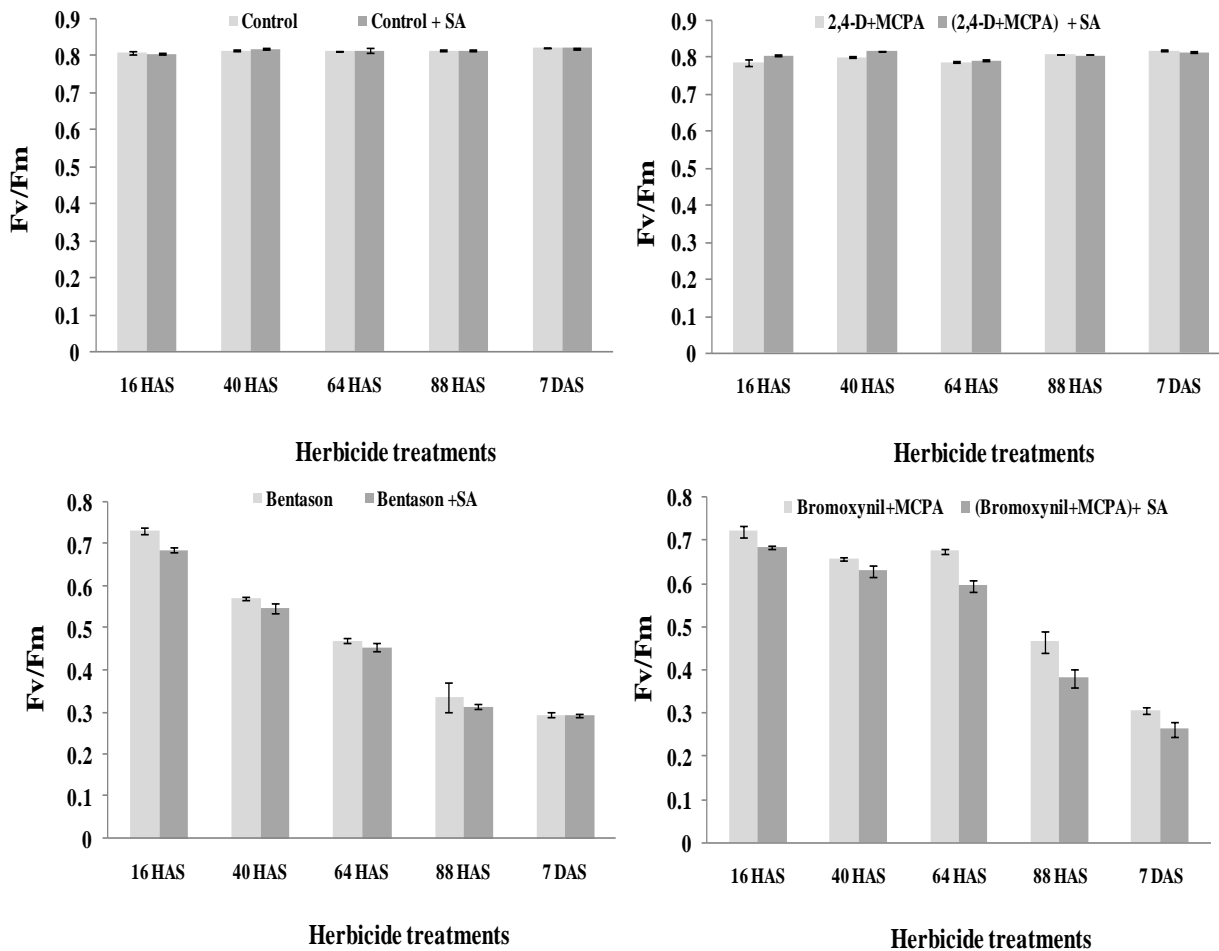 Control
Control + SA
0.9
0.8
0.7
0.6
0.5
0.4
0.3
0.2
0.1
0
Fv/Fm
16 HAS
40 HAS
64 HAS
88 HAS
7 DAS
Herbicide treatments
2,4-D+MCPA
(2,4-D+MCPA) + SA
0.9
0.8
0.7
0.6
0.5
0.4
0.3
0.2
0.1
0
Fv/Fm
16 HAS
40 HAS
64 HAS
88 HAS
7 DAS
Herbicide treatments
Bentason
Bentason +SA
0.8
0.7
0.6
0.5
0.4
0.3
0.2
0.1
0
Fv/Fm
16 HAS
40 HAS
64 HAS
88 HAS
7 DAS
Herbicide treatments
Bromoxynil+MCPA
(Bromoxynil+MCPA)+ SA
0.8
0.7
0.6
0.5
0.4
0.3
0.2
0.1
0
Fv/Fm
16 HAS
40 HAS
64 HAS
88 HAS
7 DAS
Herbicide treatments